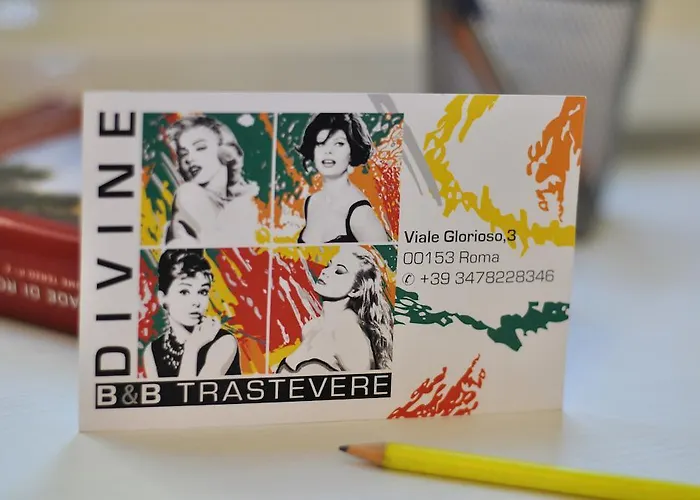 DIVINE
B&B TRASTEVERE
Viale Glorioso,3
00153 Roma
✆ +39 3478228346